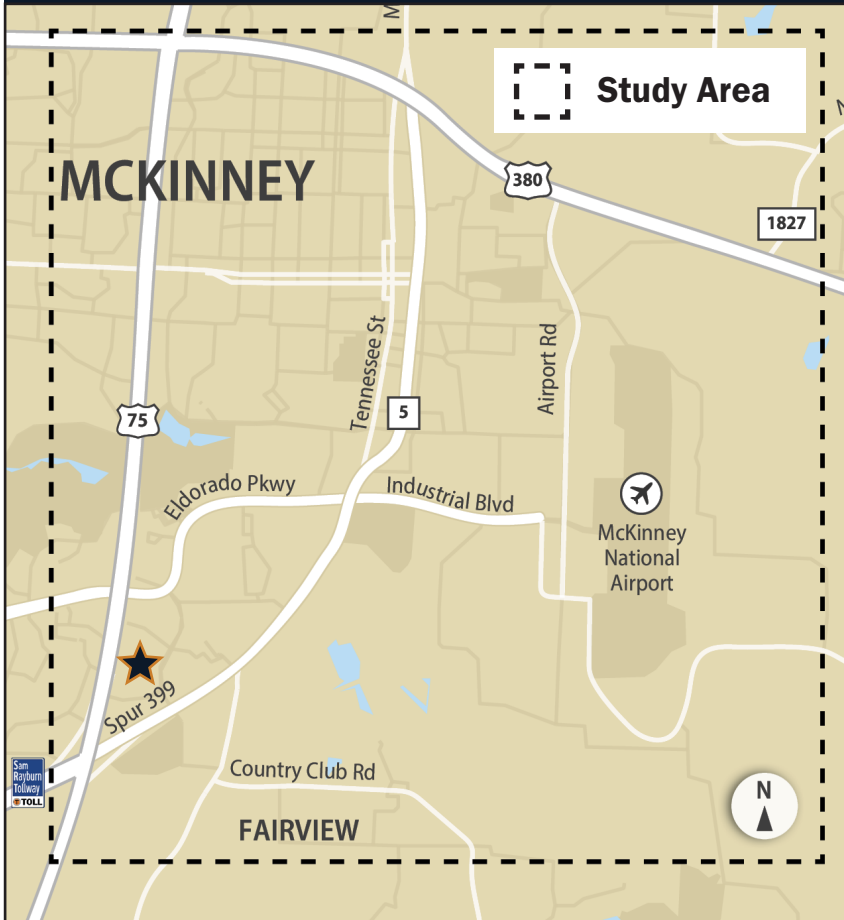 M
Study Area
MCKINNEY
380
1827
Tennessee St
Airport Rd
5
75
Eldorado Pkwy
Industrial Blvd
McKinney
National
Airport
Spur 399
Sam
Rayburn
Tollway
TOLL
Country Club Rd
N
FAIRVIEW